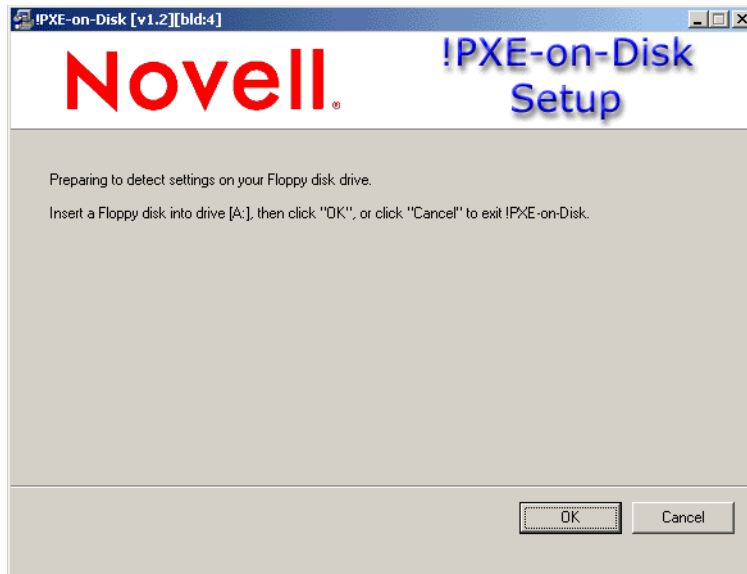 !PXE-on-Disk [v1.2][bld:4]
Novell®
!PXE-on-Disk
Setup
Preparing to detect settings on your Floppy disk drive.
Insert a Floppy disk into drive [A:], then click "OK", or click "Cancel" to exit !PXE-on-Disk.
OK
Cancel